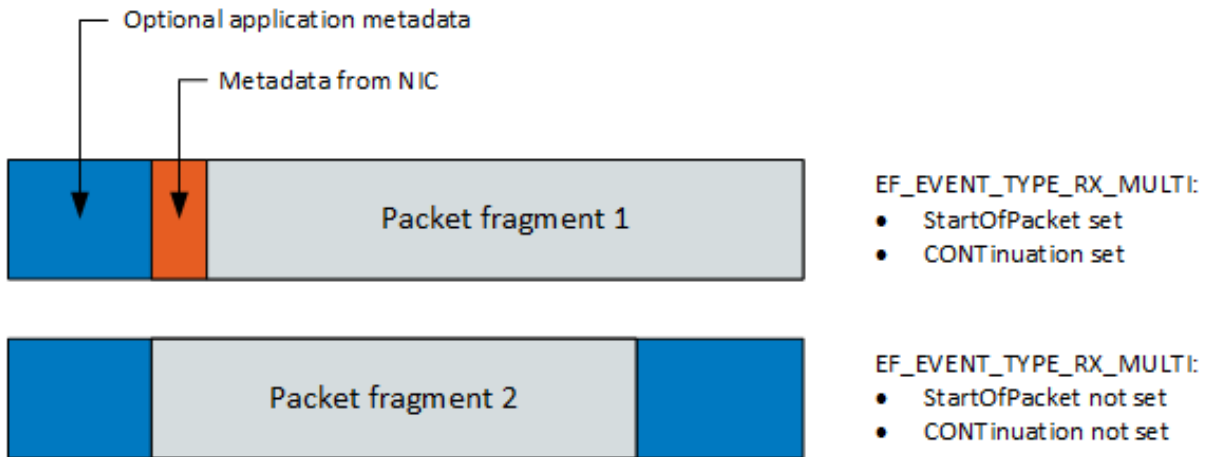 Optional application metadata
Metadada from NIC
Packet fragment 1
EF_EVENT_TYPE_RX_MULTI:
• StartOfPacket set
• CONTinuation set
Packet fragment 2
EF_EVENT_TYPE_RX_MULTI:
• StartOfPacket not set
• CONTinuation not set